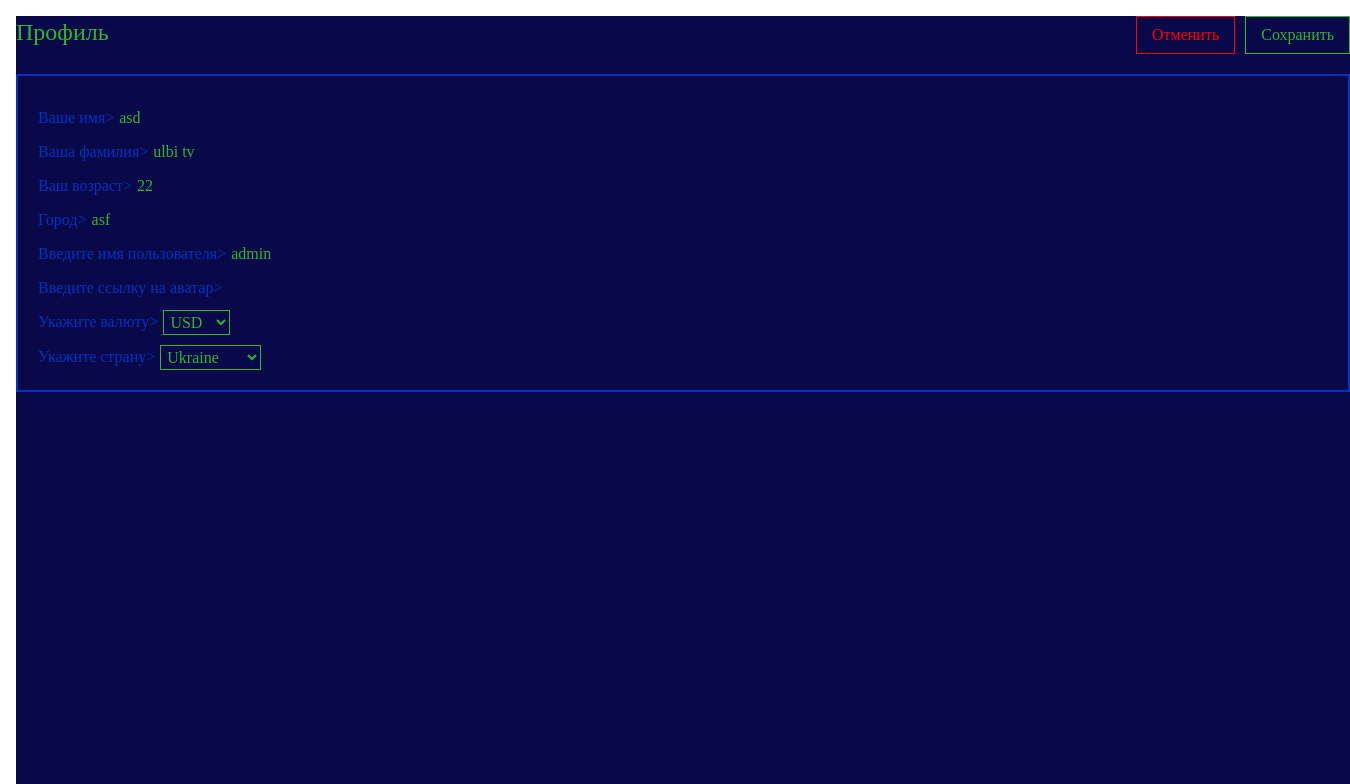 Профиль
Отменить
Сохранить
Ваше имя> asd
Ваша фамилия> ulbi tv
Ваш возраст> 22
Город> asf
Введите имя пользователя> admin
Введите ссылку на аватар>
Укажите валюту> USD
Укажите страну> Ukraine